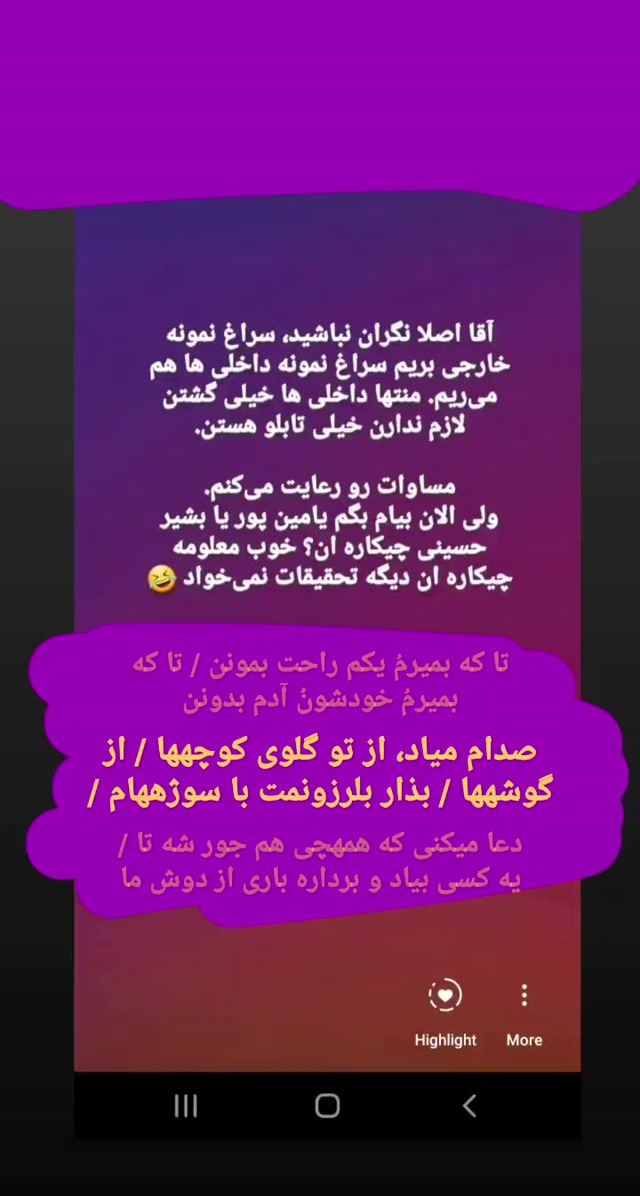 آقا اصلا نگران نباشید، سراغ نمونه
خارجی بریم سراغ نمونه داخلی ها هم
می‌ریم. منتها داخلی ها خیلی گشتن
لازم ندارن خیلی تابلو هستن.
مساوات رو رعایت می‌کنم.
ولی الان بیام بگم یامین پور یا بشیر
حسینی چیکاره ان؟ خوب معلومه
چیکاره ان دیگه تحقیقات نمی‌خواد 🤣
تا که بمیرمُ یکم راحت بمونن / تا که
بمیرمُ خودشونُ آدم بدونن
صدام میاد، از تو گلوی کوچهها / از
گوشهها / بذار بلرزونمت با سوژههام /
دعا میکنی که همهچی هم جور شه تا /
یه کسی بیاد و برداره باری از دوش ما
Highlight
More